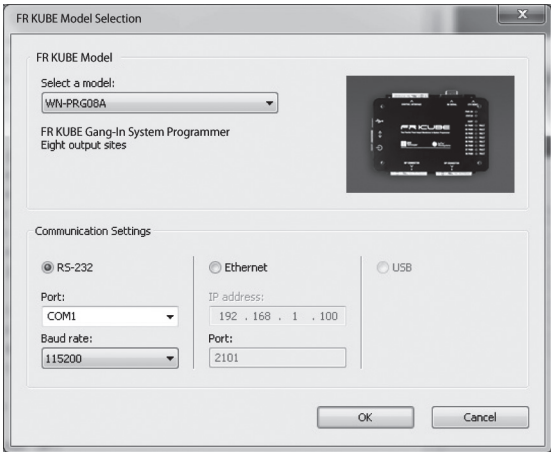 FR KUBE Model Selection
FR KUBE Model
Select a model:
WN-PRG08A
FR KUBE Gang-In System Programmer
Eight output sites
FR KUBE
Communication Settings
RS-232
Port:
COM1
Baud rate:
115200
Ethernet
IP address:
192 . 168 . 1 . 100
Port:
2101
USB
OK
Cancel